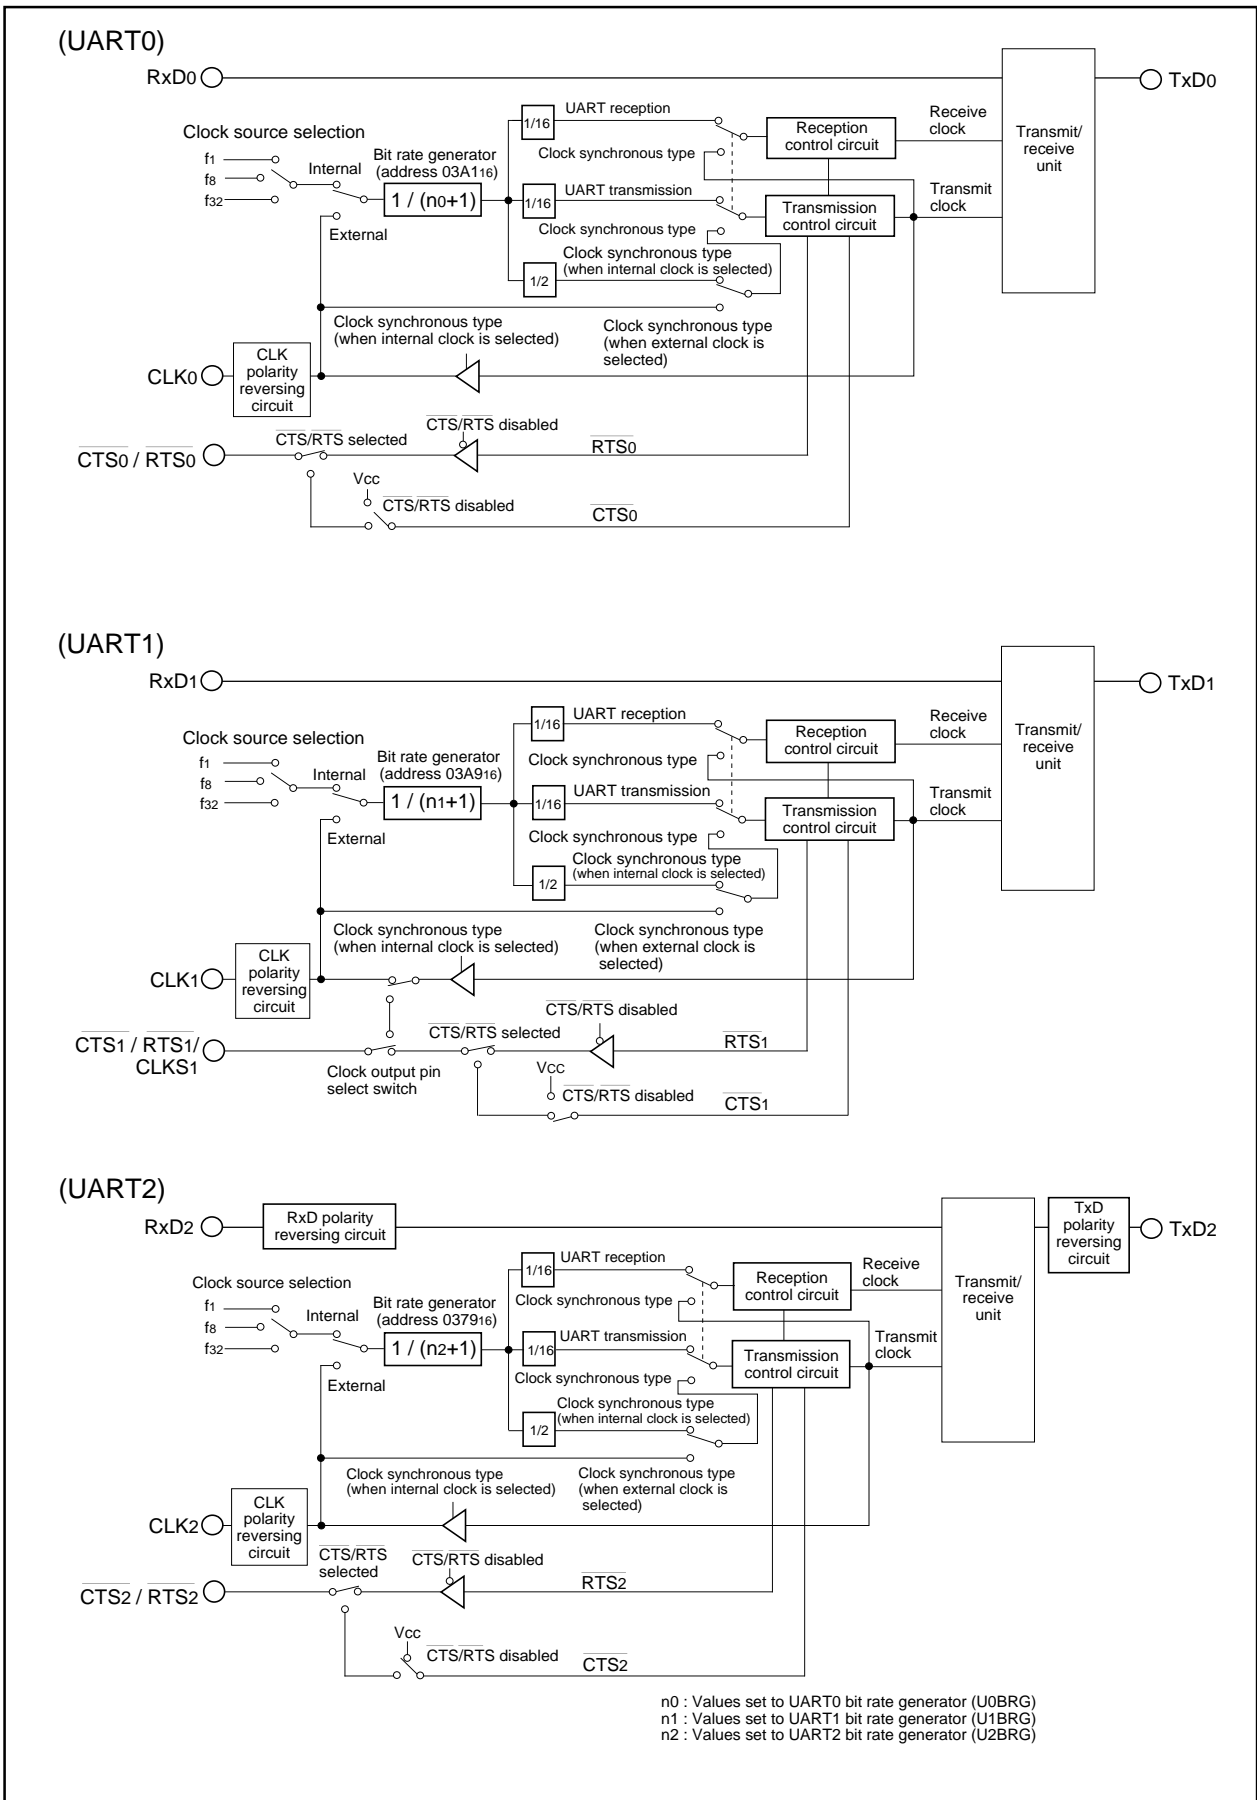 (UART0)
RxD0
TxD0
Clock source selection
f1
f8
f32
Internal
External
Bit rate generator
(address 03A116)
1 / (n0+1)
1/16
UART reception
Clock synchronous type
1/16
UART transmission
Clock synchronous type
Clock synchronous type
(when internal clock is selected)
1/2
Reception
control circuit
Transmission
control circuit
Receive
clock
Transmit
clock
Transmit/
receive
unit
Clock synchronous type
(when internal clock is selected)
Clock synchronous type
(when external clock is
selected)
CLK0
CLK
polarity
reversing
circuit
CTS0 / RTS0
CTS/RTS selected
CTS/RTS disabled
RTS0
Vcc
CTS/RTS disabled
CTS0
(UART1)
RxD1
TxD1
Clock source selection
f1
f8
f32
Internal
External
Bit rate generator
(address 03A916)
1 / (n1+1)
1/16
UART reception
Clock synchronous type
1/16
UART transmission
Clock synchronous type
Clock synchronous type
(when internal clock is selected)
1/2
Reception
control circuit
Transmission
control circuit
Receive
clock
Transmit
clock
Transmit/
receive
unit
Clock synchronous type
(when internal clock is selected)
Clock synchronous type
(when external clock is
selected)
CLK1
CLK
polarity
reversing
circuit
CTS1 / RTS1/
CLKS1
Clock output pin
select switch
CTS/RTS selected
CTS/RTS disabled
RTS1
VCC
CTS/RTS disabled
CTS1
(UART2)
RxD2
RxD polarity
reversing circuit
TxD
polarity
reversing
circuit
TxD2
Clock source selection
f1
f8
f32
Internal
External
Bit rate generator
(address 037916)
1 / (n2+1)
1/16
UART reception
Clock synchronous type
1/16
UART transmission
Clock synchronous type
Clock synchronous type
(when internal clock is selected)
1/2
Reception
control circuit
Transmission
control circuit
Receive
clock
Transmit
clock
Transmit/
receive
unit
Clock synchronous type
(when internal clock is selected)
Clock synchronous type
(when external clock is
selected)
CLK2
CLK
polarity
reversing
circuit
CTS2 / RTS2
CTS/RTS
selected
CTS/RTS disabled
RTS2
Vcc
CTS/RTS disabled
CTS2
n0 : Values set to UART0 bit rate generator (U0BRG)
n1 : Values set to UART1 bit rate generator (U1BRG)
n2 : Values set to UART2 bit rate generator (U2BRG)